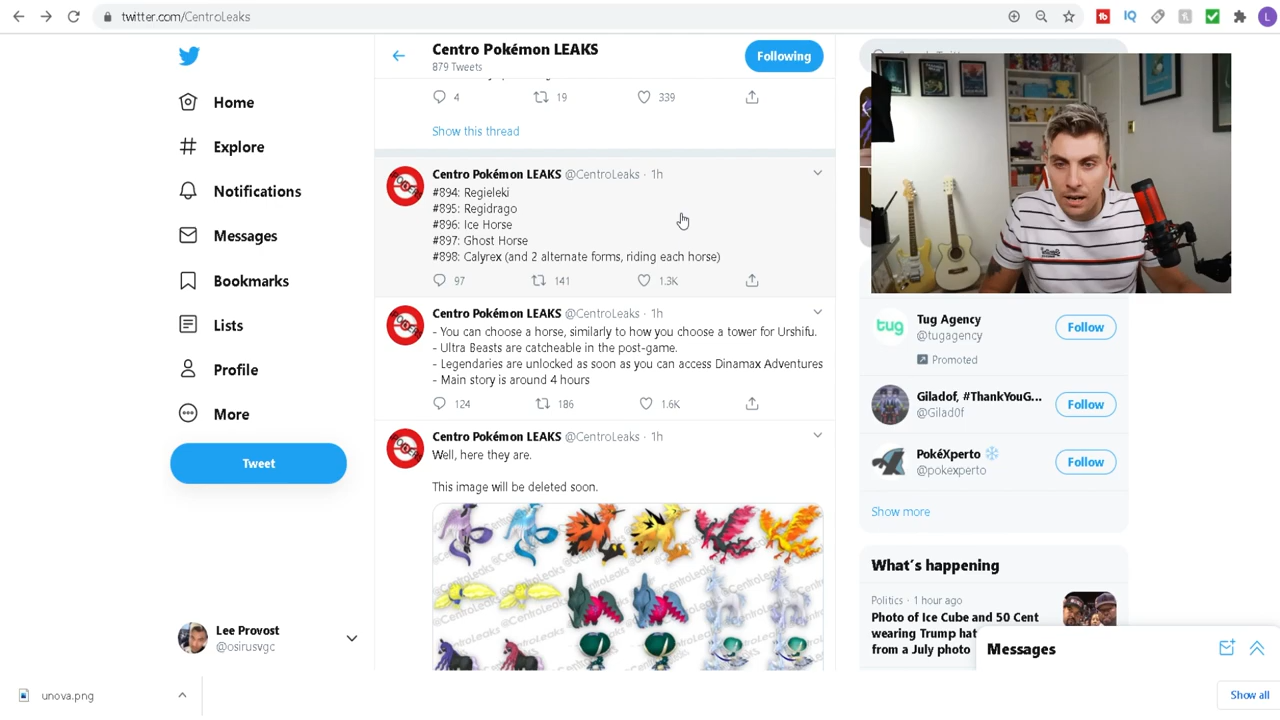 twitter.com/CentroLeaks
Centro Pokémon LEAKS
879 Tweets
Following
Home
Explore
Notifications
Messages
Bookmarks
Lists
Profile
More
Tweet
Lee Provost
@osirusvgc
4 19 339
Show this thread
Centro Pokémon LEAKS @CentroLeaks · 1h
#894: Regieleki
#895: Regidrago
#896: Ice Horse
#897: Ghost Horse
#898: Calyrex (and 2 alternate forms, riding each horse)
97 141 1.3K
Centro Pokémon LEAKS @CentroLeaks · 1h
- You can choose a horse, similarly to how you choose a tower for Urshifu.
- Ultra Beasts are catcheable in the post-game.
- Legendaries are unlocked as soon as you can access Dinamax Adventures
- Main story is around 4 hours
124 186 1.6K
Centro Pokémon LEAKS @CentroLeaks · 1h
Well, here they are.
This image will be deleted soon.
@CentroLeaks
tug
Tug Agency
@tugagency
Promoted
Follow
Giladof, #ThankYouG...
@Gilad0f
Follow
PokéXperto
@pokexperto
Follow
Show more
What's happening
Politics · 1 hour ago
Photo of Ice Cube and 50 Cent
wearing Trump hat
from a July photo
Messages
unova.png
Show all